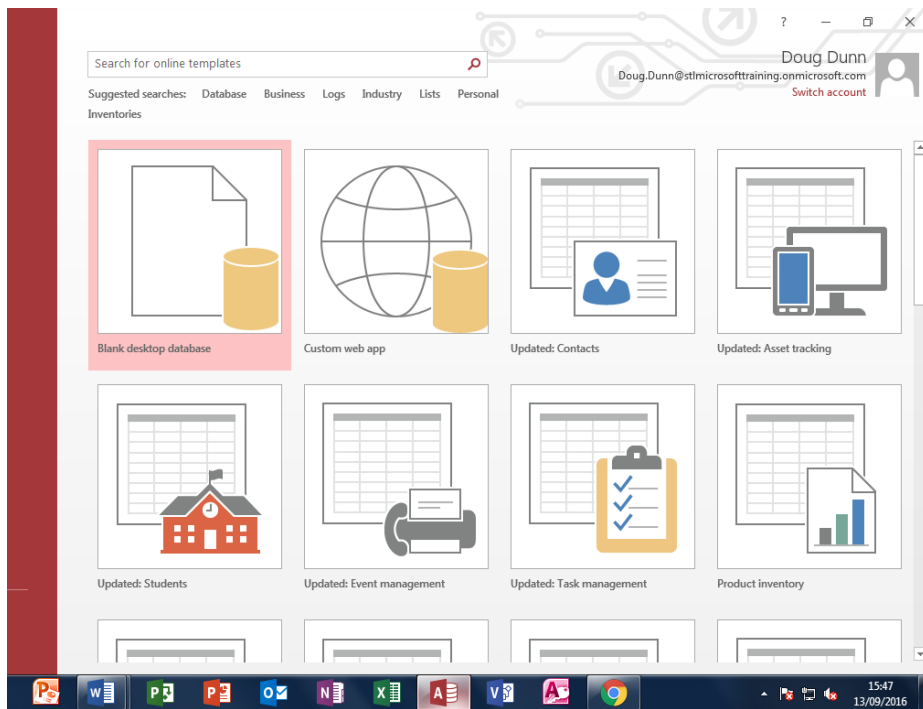 ?
Search for online templates
Doug Dunn
Doug.Dunn@stlmicrosofttraining.onmicrosoft.com
Switch account
Suggested searches: Database Business Logs Industry Lists Personal
Inventories
Blank desktop database
Custom web app
Updated: Contacts
Updated: Asset tracking
Updated: Students
Updated: Event management
Updated: Task management
Product inventory
P W P P O N X A V A
15:47
13/09/2016